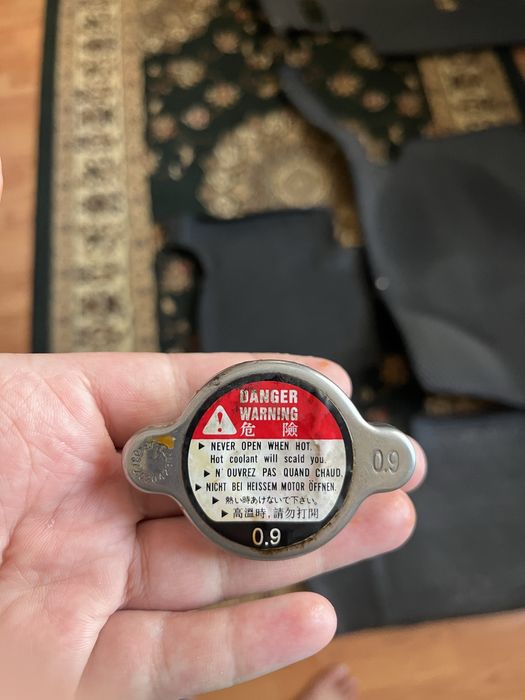 DANGER
WARNING
危 險
▶ NEVER OPEN WHEN HOT.
Hot coolant will scald you.
▶ N'OUVREZ PAS QUAND CHAUD.
▶ NICHT BEI HEISSEM MOTOR ÖFFNEN.
▶ 熱い時あけないで下さい。
▶ 高溫時,請勿打開
0.9
0.9